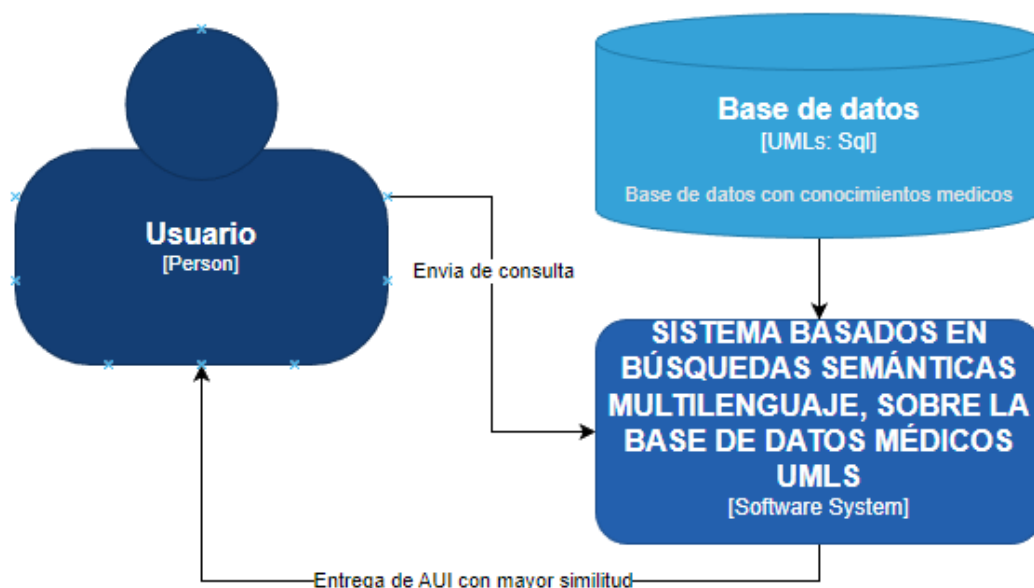 Usuario
[Person]
Envia de consulta
Base de datos
[UMLs: Sql]
Base de datos con conocimientos medicos
SISTEMA BASADOS EN
BÚSQUEDAS SEMÁNTICAS
MULTILENGUAJE, SOBRE LA
BASE DE DATOS MÉDICOS
UMLS
[Software System]
Entrega de AUI con mayor similitud